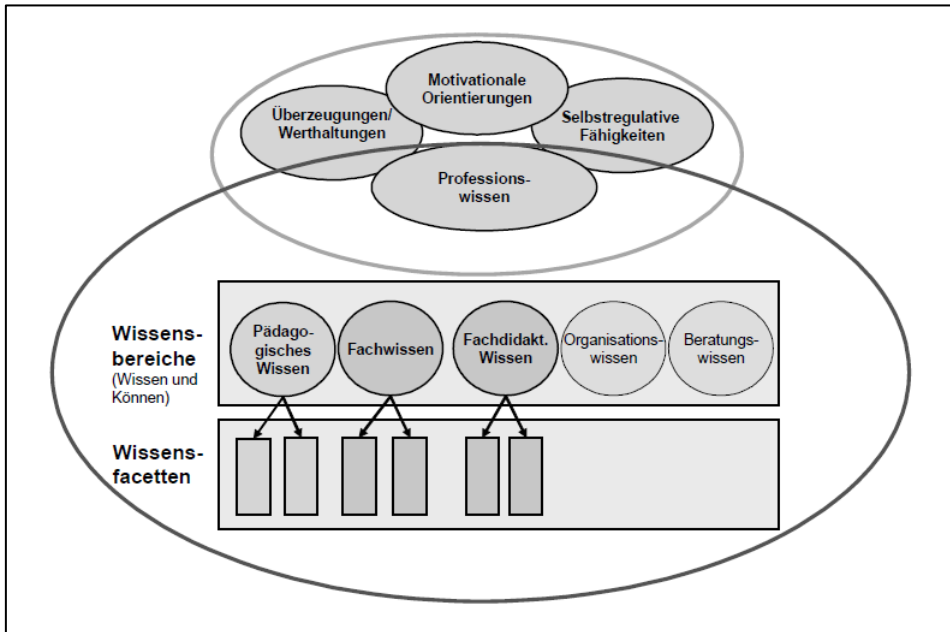 Motivationale
Orientierungen
Überzeugungen/
Werthaltungen
Selbstregulative
Fähigkeiten
Professions-
wissen
Wissens-
bereiche
(Wissen und
Können)
Pädago-
gisches
Wissen
Fachwissen
Fachdidakt.
Wissen
Organisations-
wissen
Beratungs-
wissen
Wissens-
facetten